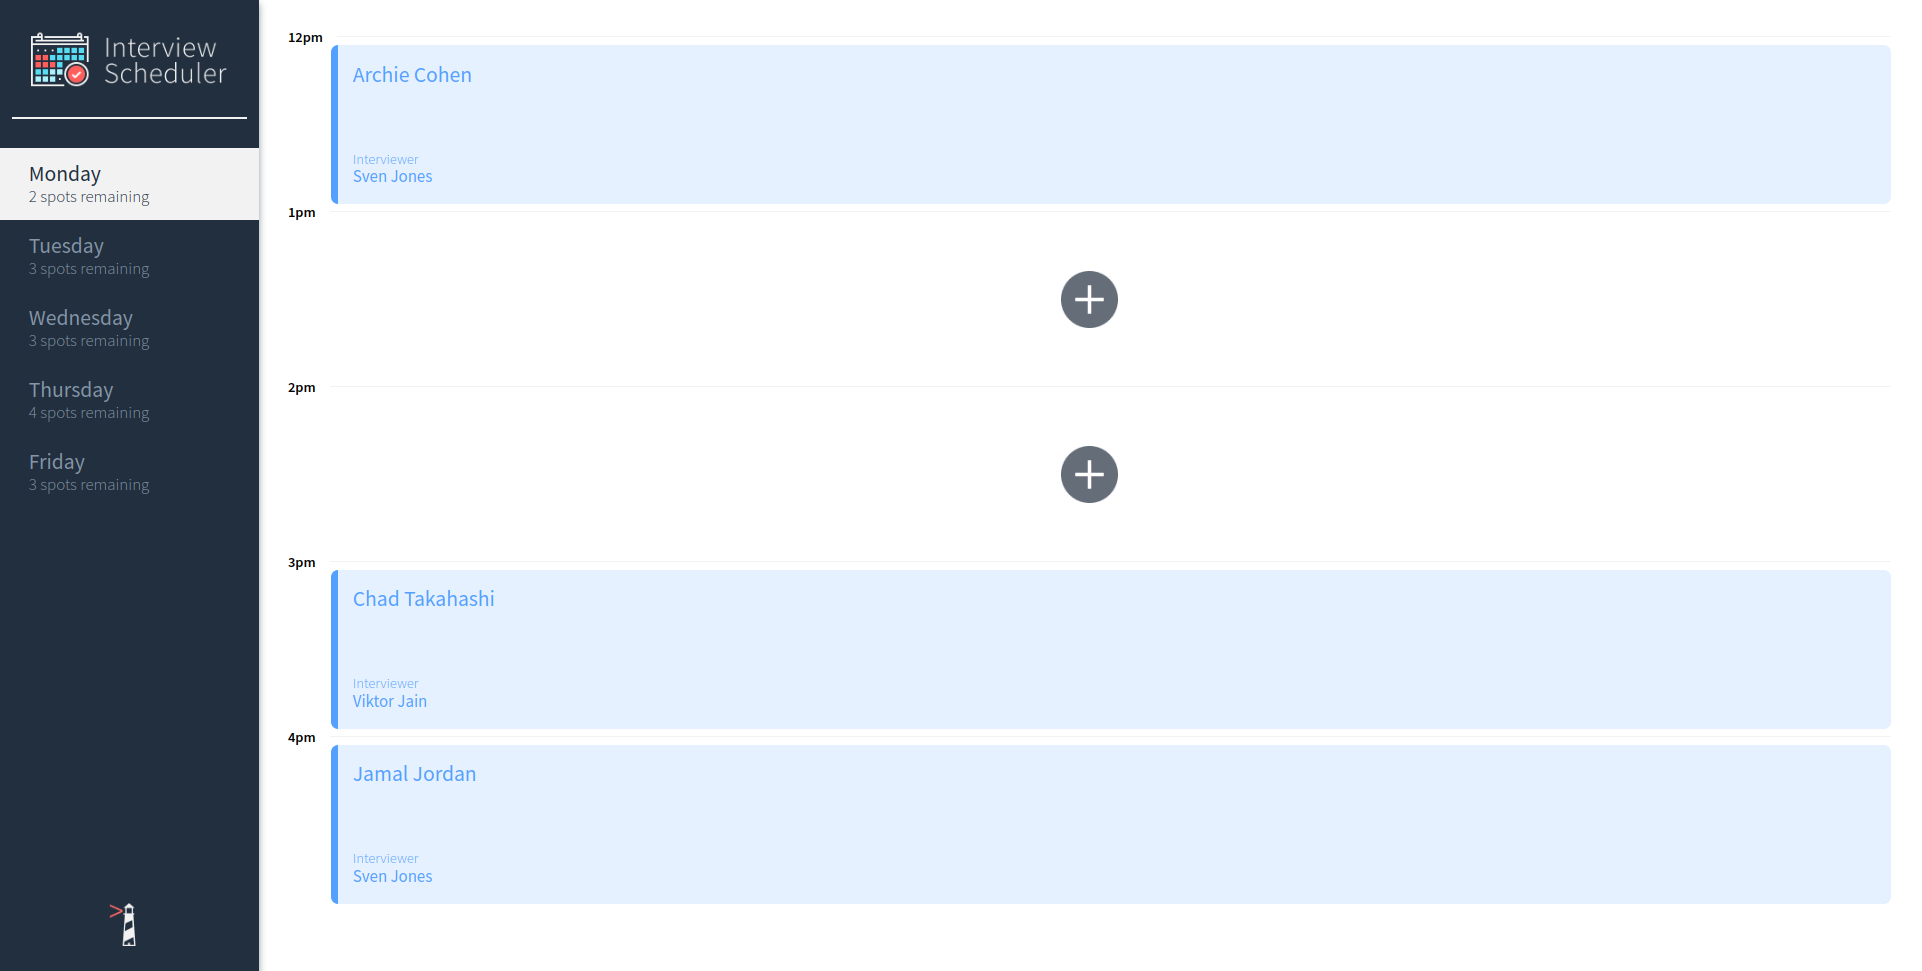 Interview
Scheduler
Monday
2 spots remaining
Tuesday
3 spots remaining
Wednesday
3 spots remaining
Thursday
4 spots remaining
Friday
3 spots remaining
12pm
Archie Cohen
Interviewer
Sven Jones
1pm
2pm
3pm
Chad Takahashi
Interviewer
Viktor Jain
4pm
Jamal Jordan
Interviewer
Sven Jones